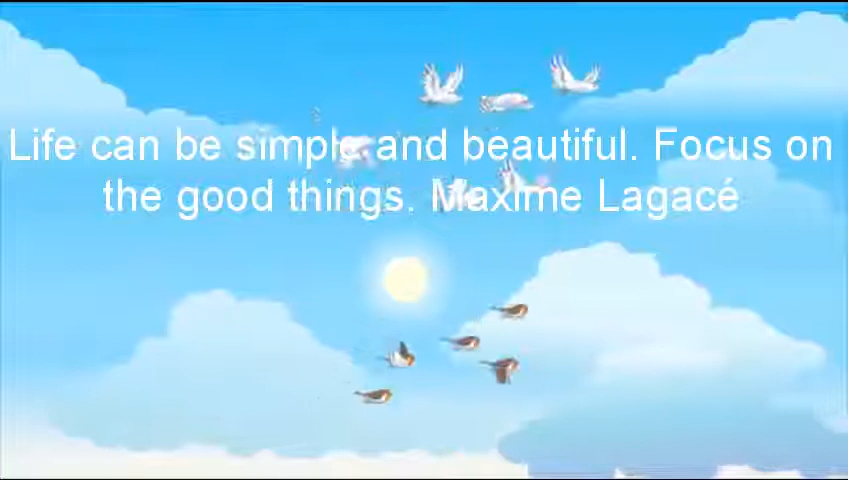 Life can be simple and beautiful. Focus on
the good things. Maxime Lagacé